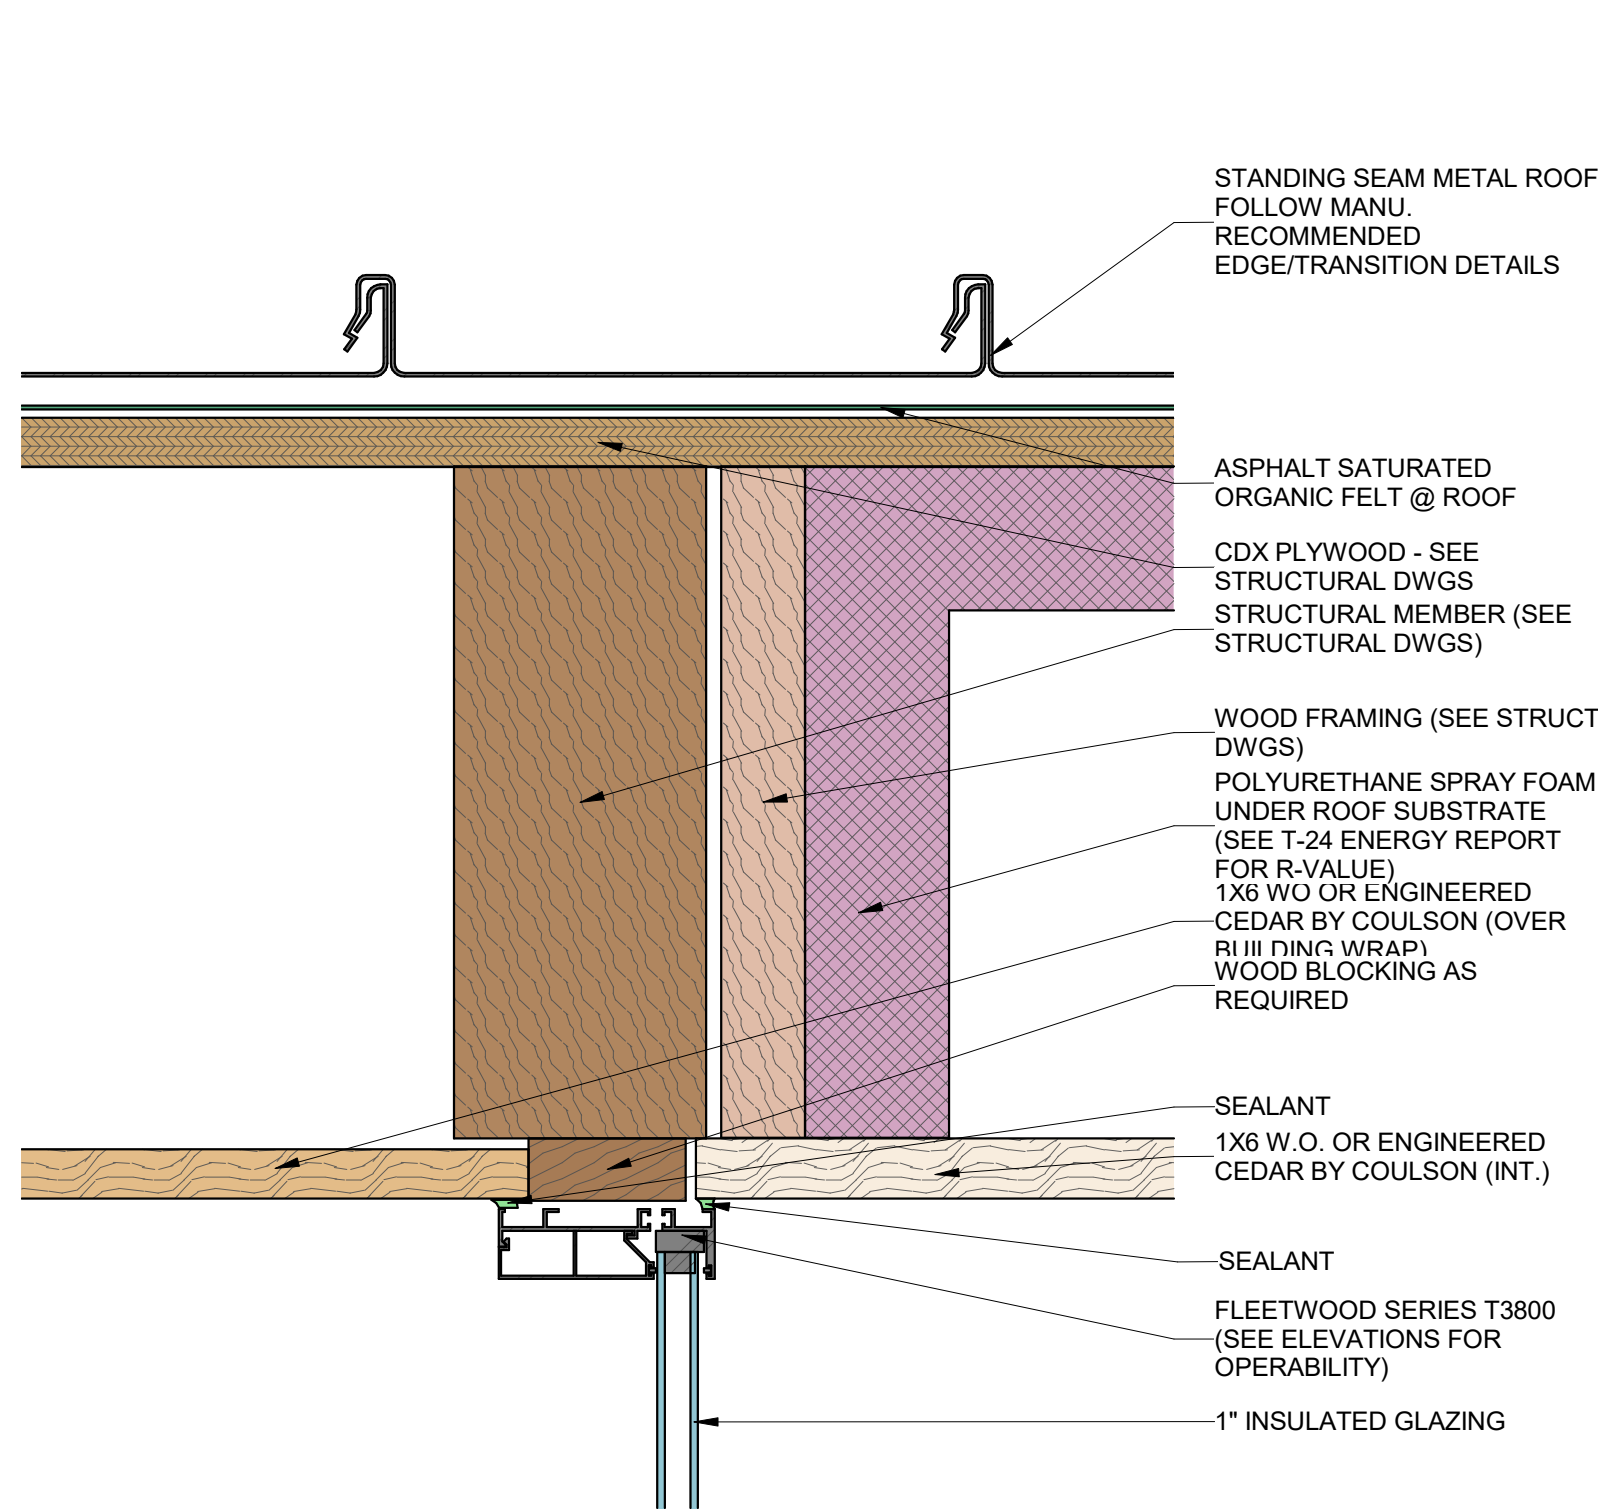 STANDING SEAM METAL ROOF
FOLLOW MANU.
RECOMMENDED
EDGE/TRANSITION DETAILS
ASPHALT SATURATED
ORGANIC FELT @ ROOF
CDX PLYWOOD - SEE
STRUCTURAL DWGS
STRUCTURAL MEMBER (SEE
STRUCTURAL DWGS)
WOOD FRAMING (SEE STRUCT
DWGS)
POLYURETHANE SPRAY FOAM
UNDER ROOF SUBSTRATE
(SEE T-24 ENERGY REPORT
FOR R-VALUE)
1X6 WO OR ENGINEERED
CEDAR BY COULSON (OVER
BUILDING WRAP)
WOOD BLOCKING AS
REQUIRED
SEALANT
1X6 W.O. OR ENGINEERED
CEDAR BY COULSON (INT.)
SEALANT
FLEETWOOD SERIES T3800
(SEE ELEVATIONS FOR
OPERABILITY)
1" INSULATED GLAZING